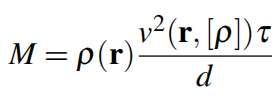 M = ρ(r) v²(r, [ρ])τ / d